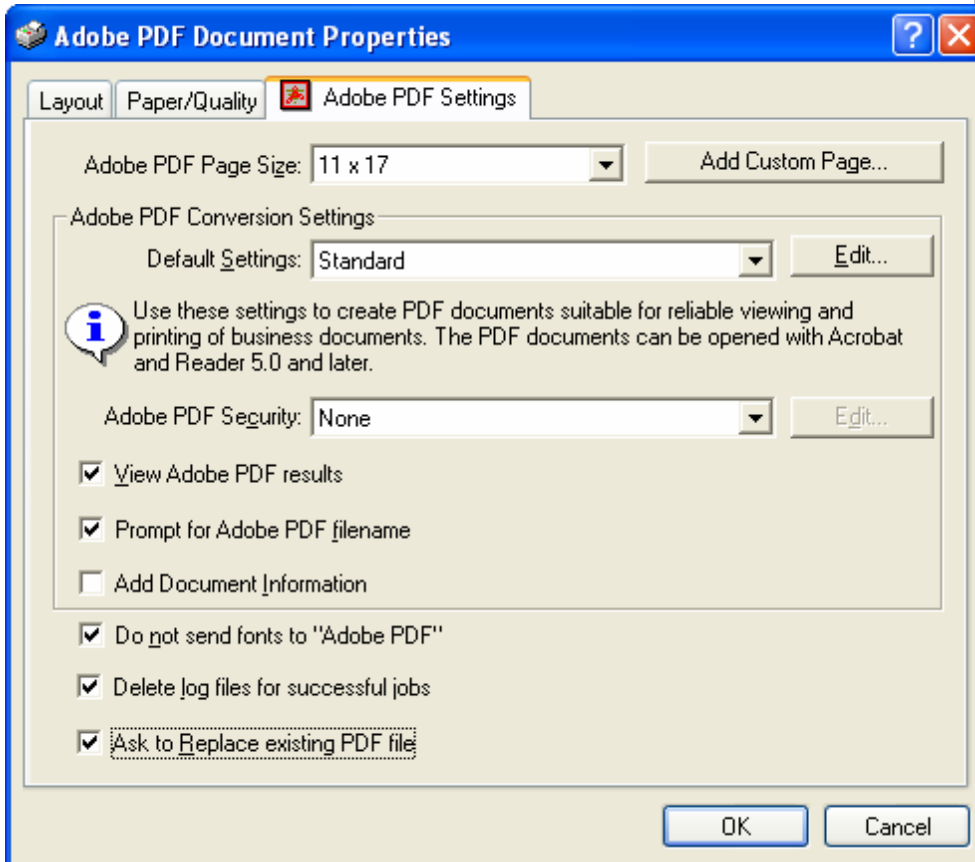 Adobe PDF Document Properties
Layout Paper/Quality Adobe PDF Settings
Adobe PDF Page Size: 11 x 17 Add Custom Page...
Adobe PDF Conversion Settings
Default Settings: Standard Edit...
Use these settings to create PDF documents suitable for reliable viewing and
printing of business documents. The PDF documents can be opened with Acrobat
and Reader 5.0 and later.
Adobe PDF Security: None Edit...
View Adobe PDF results
Prompt for Adobe PDF filename
Add Document Information
Do not send fonts to "Adobe PDF"
Delete log files for successful jobs
Ask to Replace existing PDF file
OK Cancel